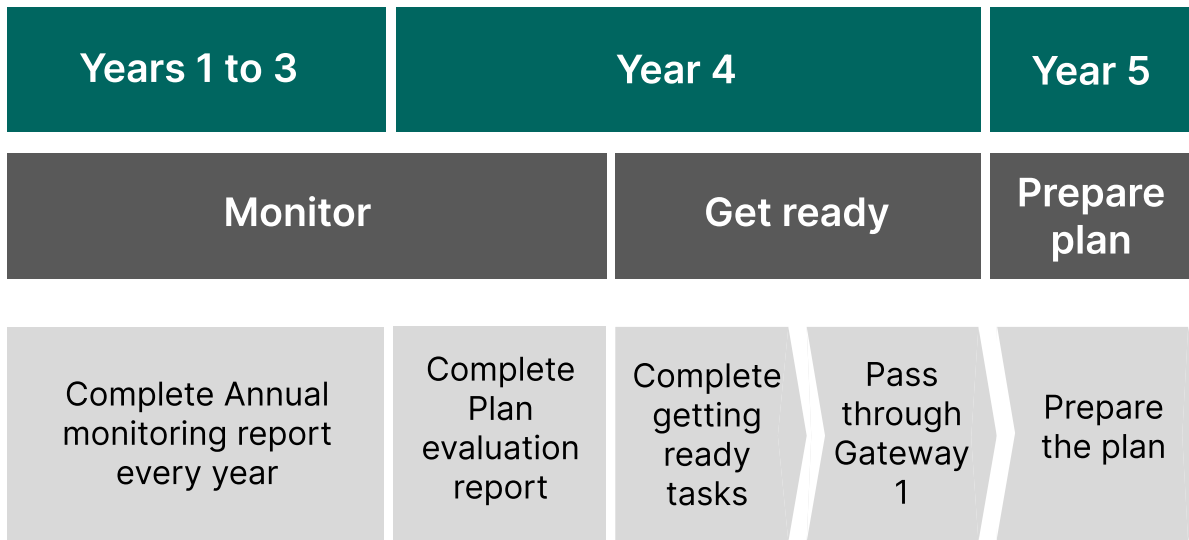 Years 1 to 3
Year 4
Year 5
Monitor
Get ready
Prepare
plan
Complete Annual
monitoring report
every year
Complete
Plan
evaluation
report
Complete
getting
ready
tasks
Pass
through
Gateway
1
Prepare
the plan